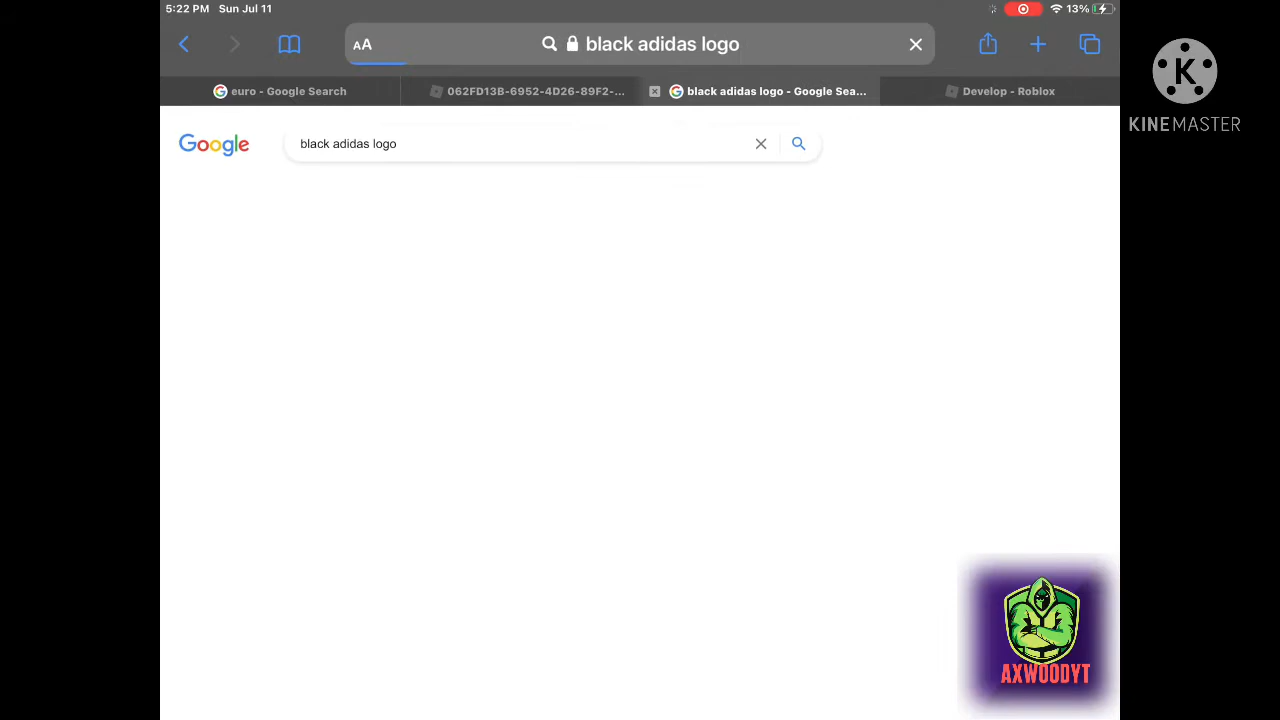 5:22 PM Sun Jul 11
13%
AA
black adidas logo
euro - Google Search
062FD13B-6952-4D26-89F2-...
black adidas logo - Google Sea...
Develop - Roblox
Google
black adidas logo
K
KINEMASTER
AXWOODYT